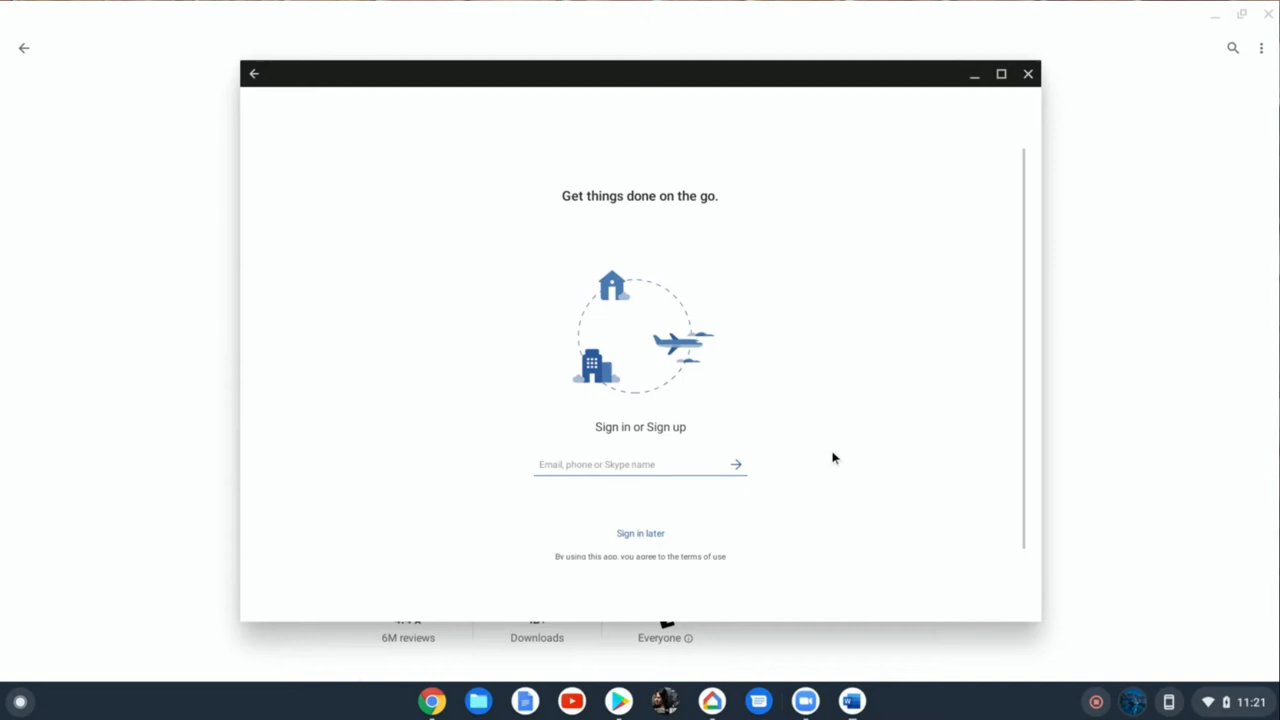 Get things done on the go.
Sign in or Sign up
Email, phone or Skype name
Sign in later
By using this app, you agree to the terms of use
6M reviews
Downloads
Everyone
11:21